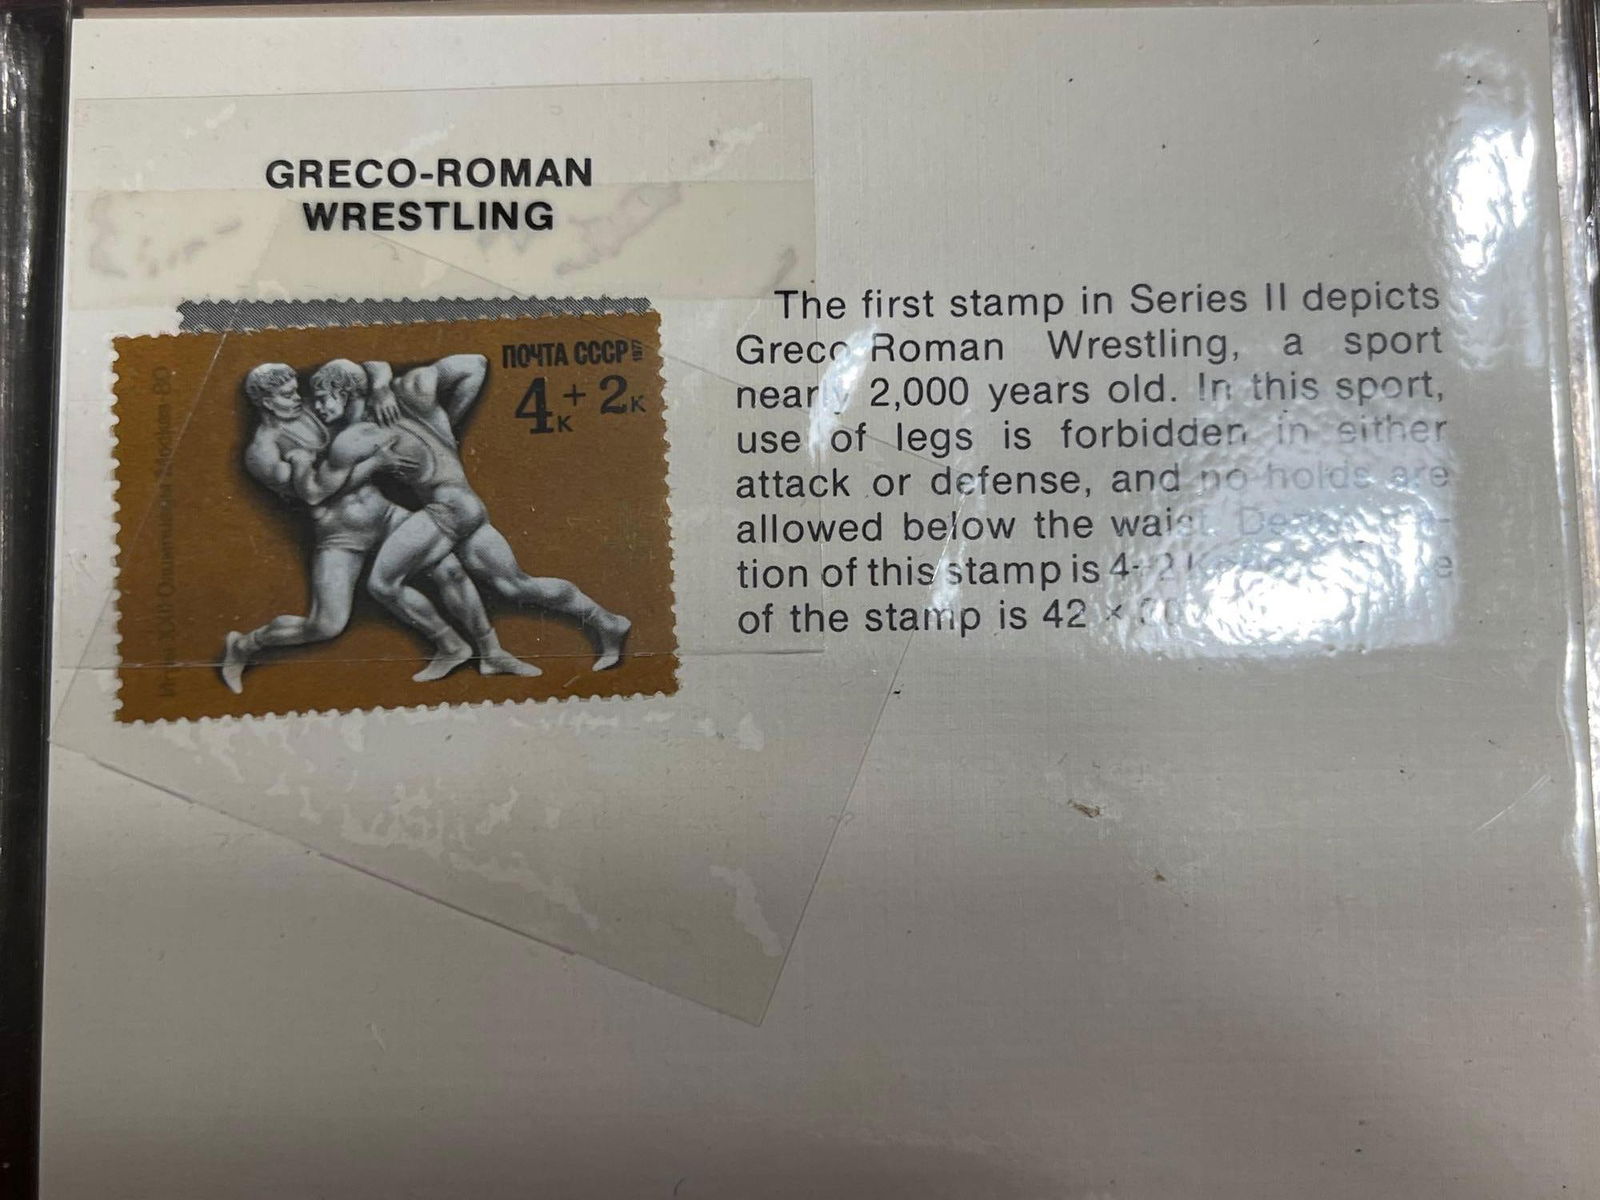 GRECO-ROMAN
WRESTLING
ПОЧТА СССР 1977
4к + 2к
The first stamp in Series II depicts
Greco Roman Wrestling, a sport
nearly 2,000 years old. In this sport,
use of legs is forbidden in either
attack or defense, and no holds are
allowed below the waist.
tion of this stamp is 4-2
of the stamp is 42 ×